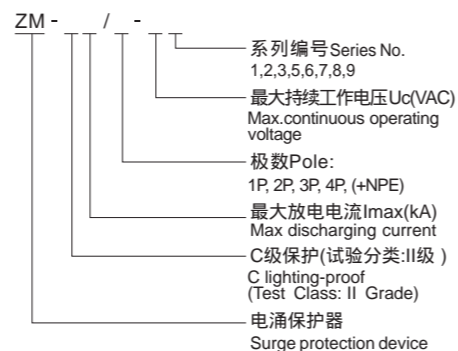 ZM - / -
系列编号Series No.
1,2,3,5,6,7,8,9
最大持续工作电压Uc(VAC)
Max.continuous operating
voltage
极数Pole:
1P, 2P, 3P, 4P, (+NPE)
最大放电电流Imax(kA)
Max discharging current
C级保护(试验分类:II级 )
C lighting-proof
(Test Class: II Grade)
电涌保护器
Surge protection device